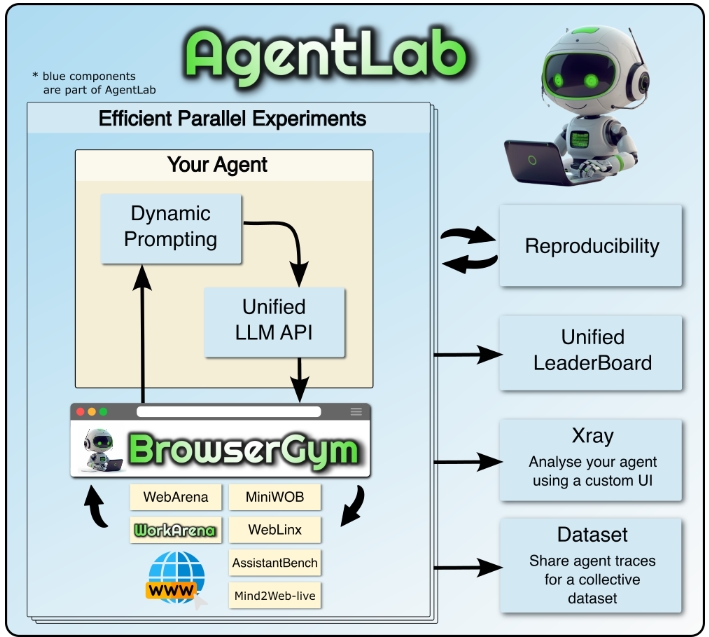 AgentLab
* blue components
are part of AgentLab
Efficient Parallel Experiments
Your Agent
Dynamic
Prompting
Unified
LLM API
BrowserGym
WebArena
MiniWOB
WorkArena
WebLinx
AssistantBench
Mind2Web-live
WWW
Reproducibility
Unified
LeaderBoard
Xray
Analyse your agent
using a custom UI
Dataset
Share agent traces
for a collective
dataset